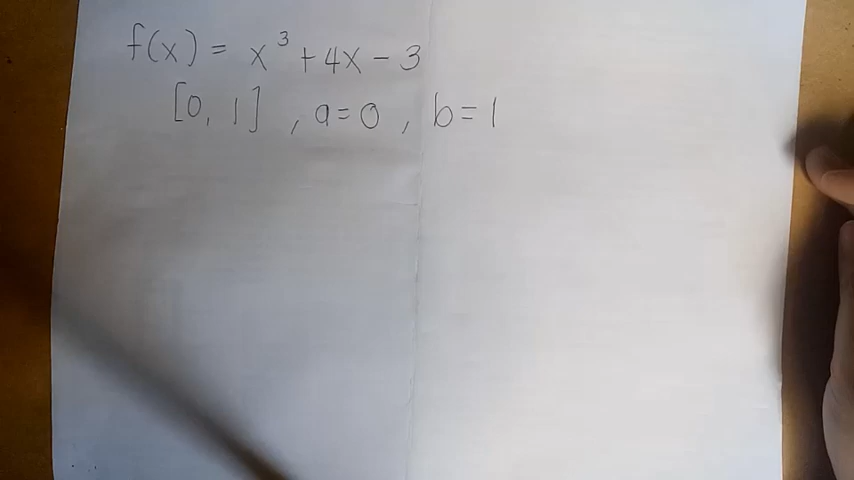 f(x) = x³ + 4x - 3
[0, 1] , a = 0 , b = 1